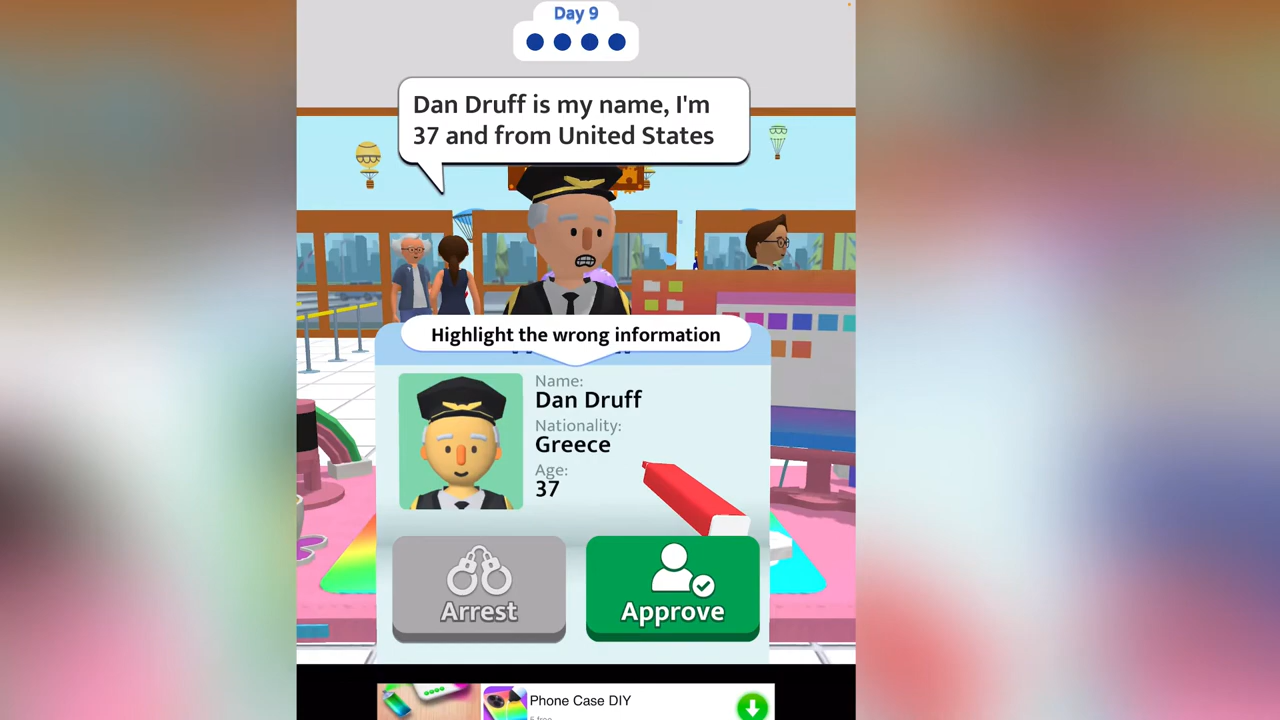 Day 9
Dan Druff is my name, I'm
37 and from United States
Highlight the wrong information
Name:
Dan Druff
Nationality:
Greece
Age:
37
Arrest
Approve
Phone Case DIY